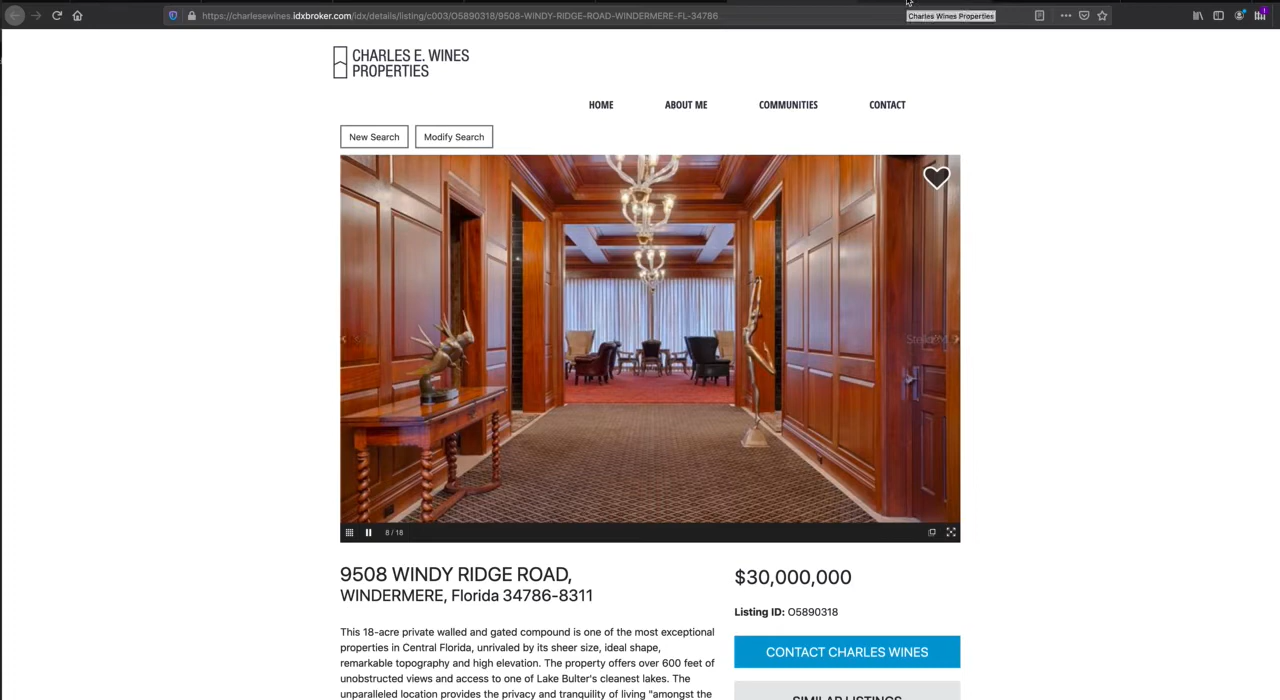 https://charlesewines.idxbroker.com/idx/details/listing/c003/O5890318/9508-WINDY-RIDGE-ROAD-WINDERMERE-FL-34786
Charles Wines Properties
CHARLES E. WINES
PROPERTIES
HOME ABOUT ME COMMUNITIES CONTACT
New Search Modify Search
8 / 18
9508 WINDY RIDGE ROAD,
WINDERMERE, Florida 34786-8311
This 18-acre private walled and gated compound is one of the most exceptional
properties in Central Florida, unrivaled by its sheer size, ideal shape,
remarkable topography and high elevation. The property offers over 600 feet of
unobstructed views and access to one of Lake Bulter's cleanest lakes. The
unparalleled location provides the privacy and tranquility of living "amongst the
$30,000,000
Listing ID: O5890318
CONTACT CHARLES WINES
SIMILAR LISTINGS